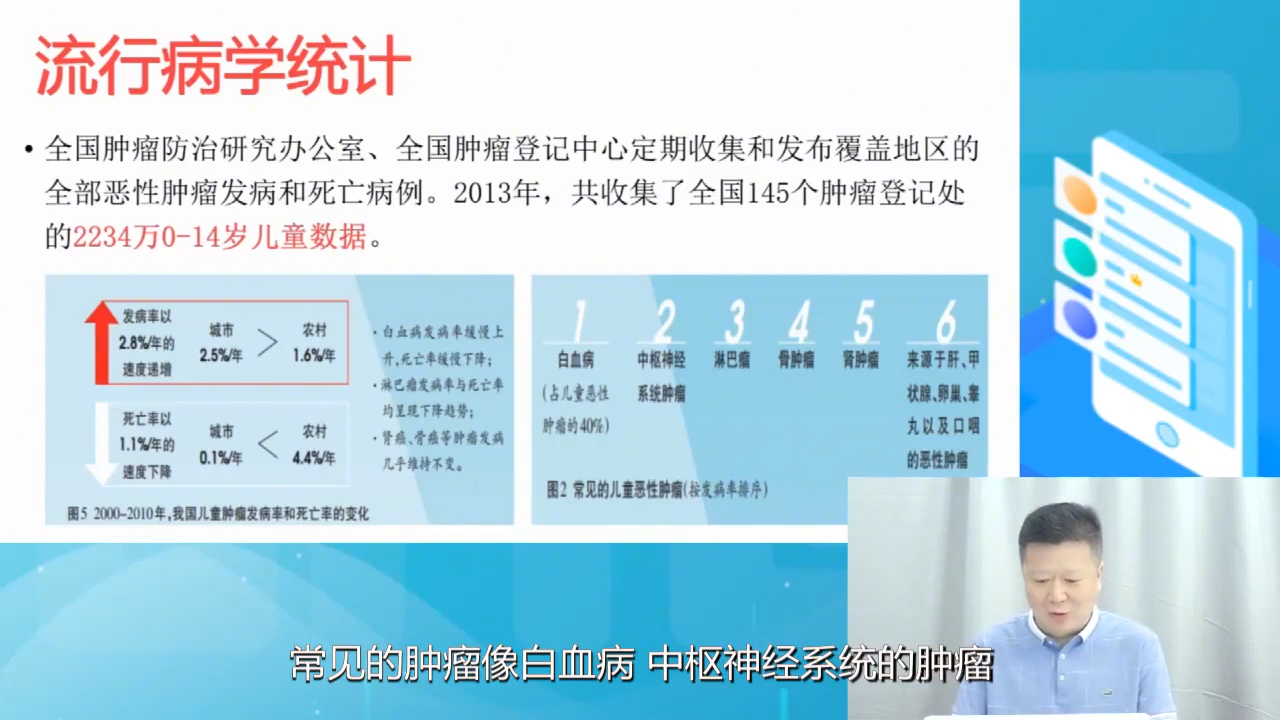 流行病学统计
• 全国肿瘤防治研究办公室、全国肿瘤登记中心定期收集和发布覆盖地区的
全部恶性肿瘤发病和死亡病例。2013年，共收集了全国145个肿瘤登记处
的2234万0-14岁儿童数据。
发病率以
2.8%/年的
速度递增
城市
2.5%/年
>
农村
1.6%/年
死亡率以
1.1%/年的
速度下降
城市
0.1%/年
<
农村
4.4%/年
·白血病发病率缓慢上
升,死亡率缓慢下降;
·淋巴瘤发病率与死亡率
均呈现下降趋势;
·肾癌、骨癌等肿瘤发病
几乎维持不变。
图5 2000-2010年,我国儿童肿瘤发病率和死亡率的变化
1
白血病
(占儿童恶性
肿瘤的40%)
2
中枢神经
系统肿瘤
3
淋巴瘤
4
骨肿瘤
5
肾肿瘤
6
来源于肝、甲
状腺、卵巢、睾
丸以及口咽
的恶性肿瘤
图2 常见的儿童恶性肿瘤(按发病率排序)
常见的肿瘤像白血病 中枢神经系统的肿瘤